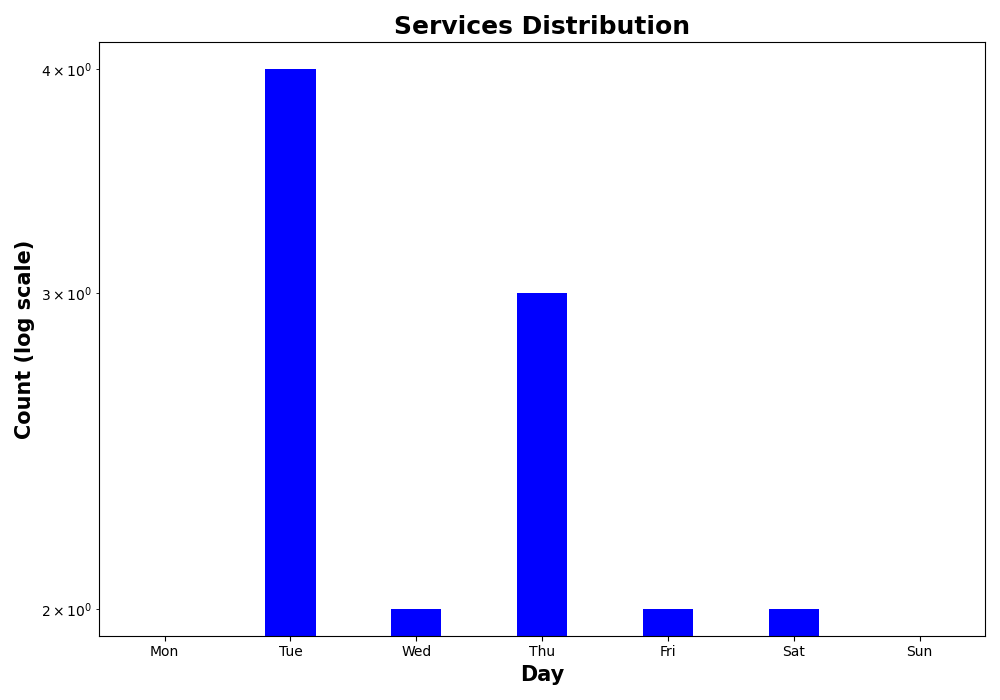 Services Distribution
Count (log scale)
4 × 10⁰
3 × 10⁰
2 × 10⁰
Mon Tue Wed Thu Fri Sat Sun
Day